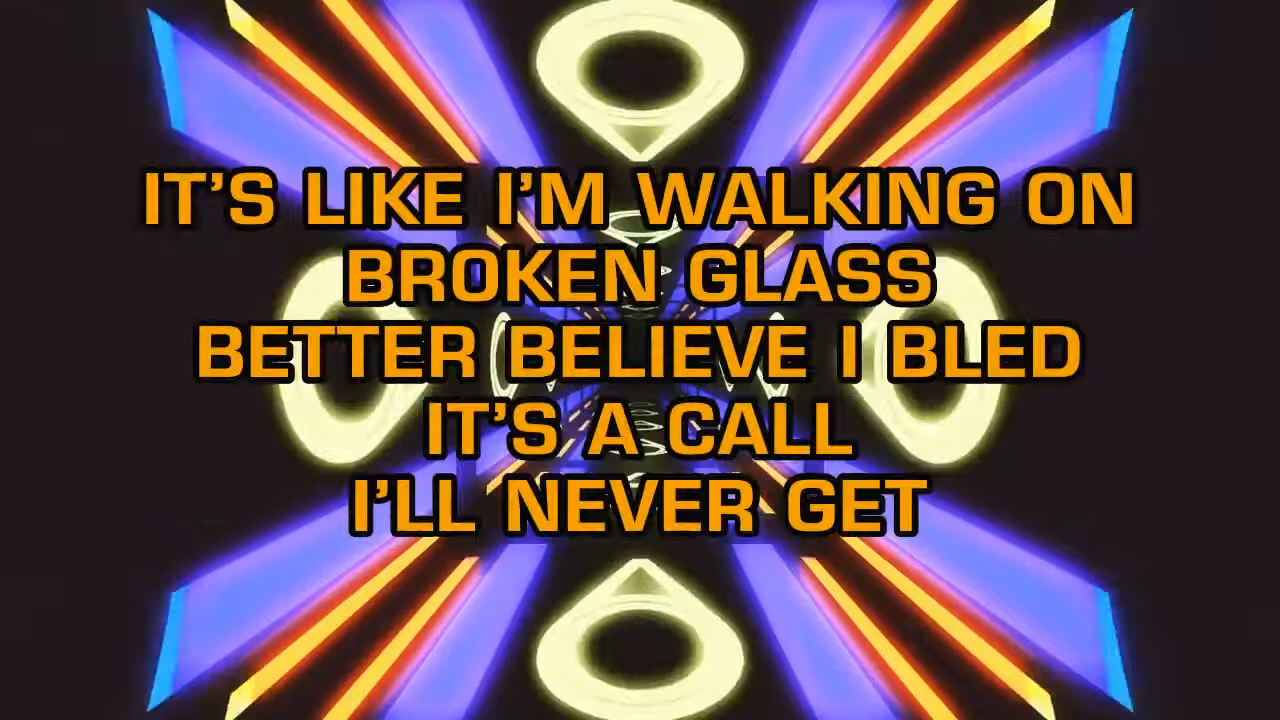 IT’S LIKE I’M WALKING ON
BROKEN GLASS
BETTER BELIEVE I BLED
IT’S A CALL
I’LL NEVER GET